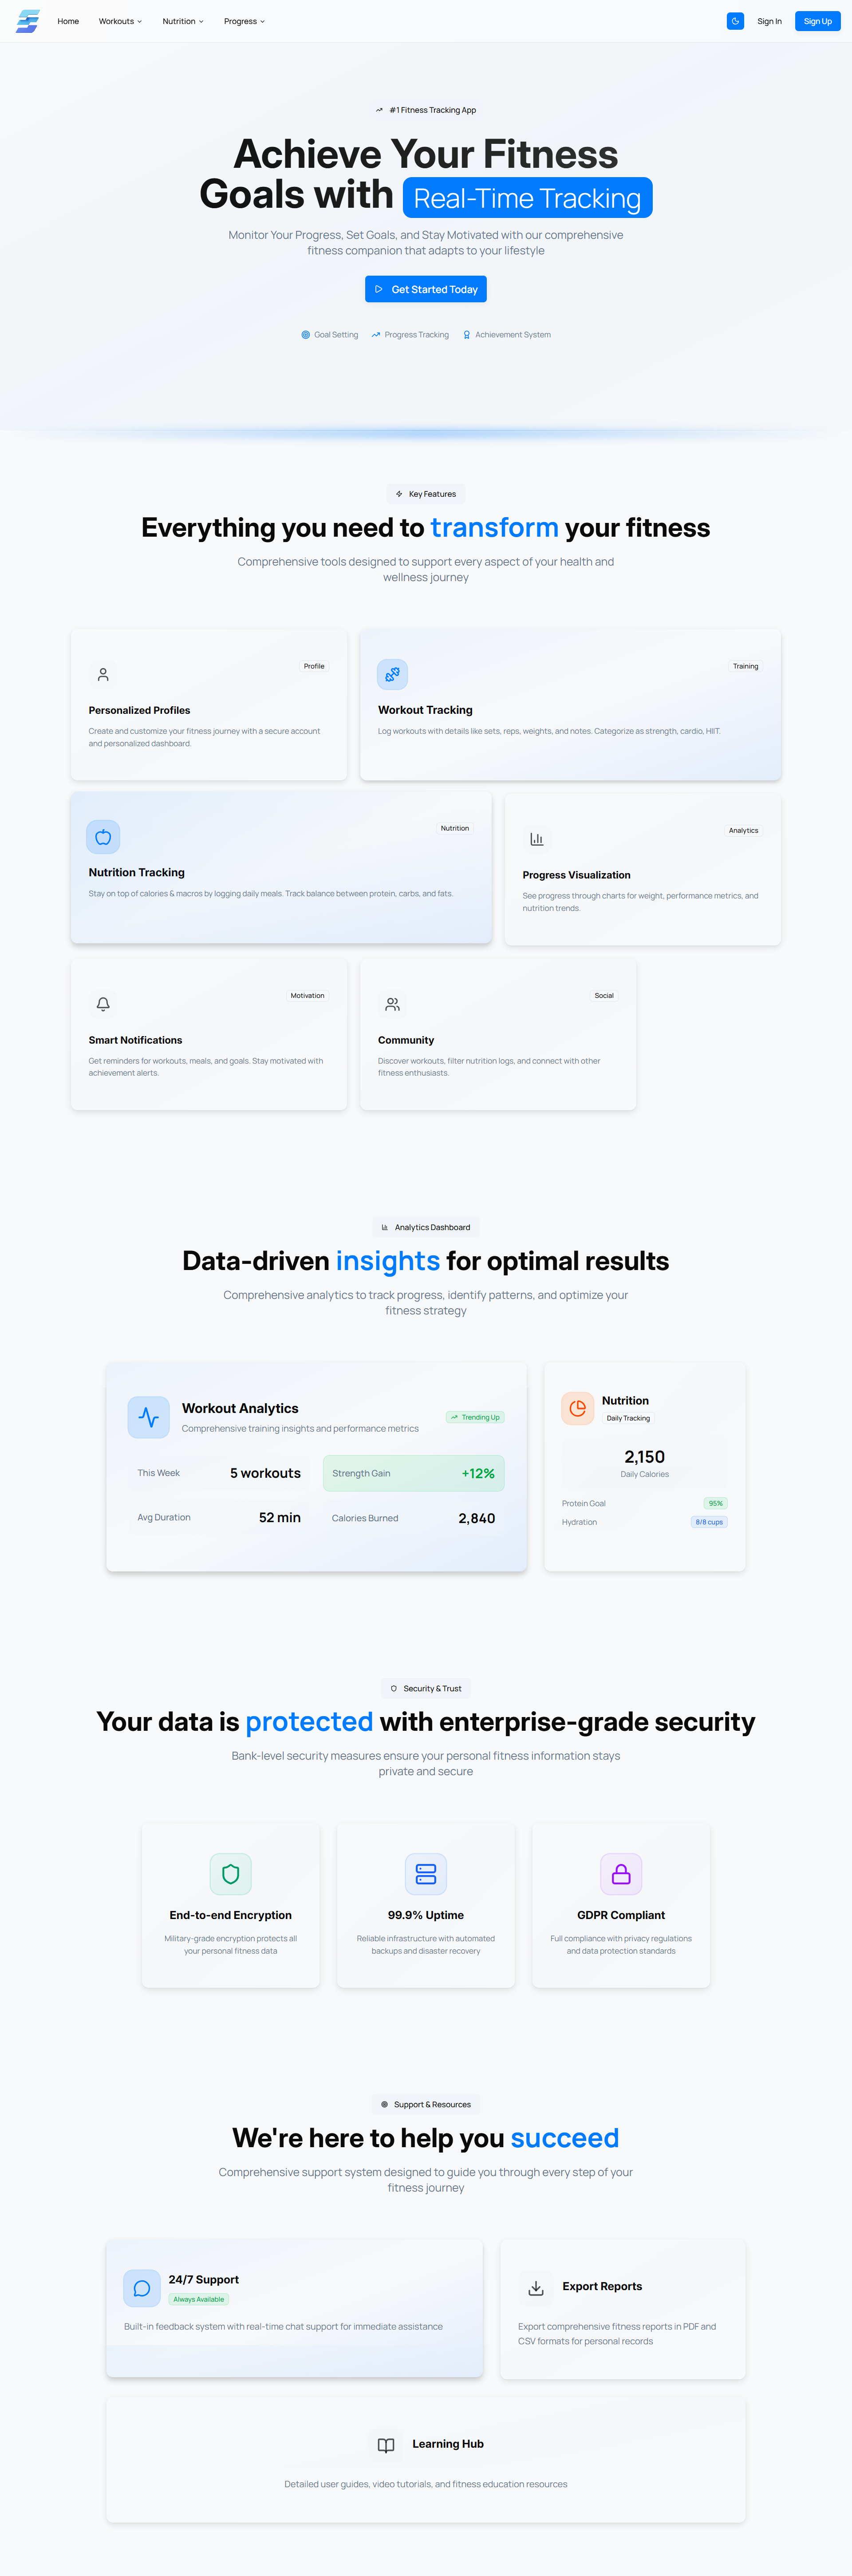 Home Workouts Nutrition Progress Sign In Sign Up
#1 Fitness Tracking App
Achieve Your Fitness
Goals with Real-Time Tracking
Monitor Your Progress, Set Goals, and Stay Motivated with our comprehensive
fitness companion that adapts to your lifestyle
Get Started Today
Goal Setting Progress Tracking Achievement System
Key Features
Everything you need to transform your fitness
Comprehensive tools designed to support every aspect of your health and
wellness journey
Profile
Personalized Profiles
Create and customize your fitness journey with a secure account
and personalized dashboard.
Training
Workout Tracking
Log workouts with details like sets, reps, weights, and notes. Categorize as strength, cardio, HIIT.
Nutrition
Nutrition Tracking
Stay on top of calories & macros by logging daily meals. Track balance between protein, carbs, and fats.
Analytics
Progress Visualization
See progress through charts for weight, performance metrics, and
nutrition trends.
Motivation
Smart Notifications
Get reminders for workouts, meals, and goals. Stay motivated with
achievement alerts.
Social
Community
Discover workouts, filter nutrition logs, and connect with other
fitness enthusiasts.
Analytics Dashboard
Data-driven insights for optimal results
Comprehensive analytics to track progress, identify patterns, and optimize your
fitness strategy
Workout Analytics
Comprehensive training insights and performance metrics
Trending Up
This Week 5 workouts
Strength Gain +12%
Avg Duration 52 min
Calories Burned 2,840
Nutrition
Daily Tracking
2,150
Daily Calories
Protein Goal 95%
Hydration 8/8 cups
Security & Trust
Your data is protected with enterprise-grade security
Bank-level security measures ensure your personal fitness information stays
private and secure
End-to-end Encryption
Military-grade encryption protects all
your personal fitness data
99.9% Uptime
Reliable infrastructure with automated
backups and disaster recovery
GDPR Compliant
Full compliance with privacy regulations
and data protection standards
Support & Resources
We're here to help you succeed
Comprehensive support system designed to guide you through every step of your
fitness journey
24/7 Support
Always Available
Built-in feedback system with real-time chat support for immediate assistance
Export Reports
Export comprehensive fitness reports in PDF and
CSV formats for personal records
Learning Hub
Detailed user guides, video tutorials, and fitness education resources